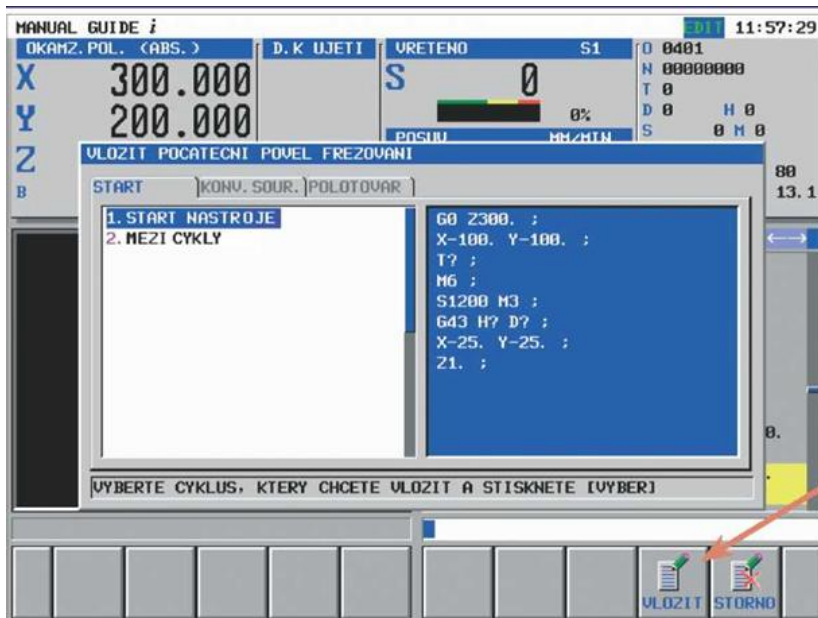 MANUAL GUIDE i EDIT 11:57:29
OKAMZ.POL. (ABS.) D.K UJETI VRETENO S1 O 0401
X 300.000 S 0 N 00000000
T 0
Y 200.000 0% D 0 H 0
POSUV MM/MIN S 0 M 0
Z
B
80
13.1
VLOZIT POCATECNI POVEL FREZOVANI
START KONV.SOUR. POLOTOVAR
1.START NASTROJE
2.MEZI CYKLY
G0 Z300. ;
X-100. Y-100. ;
T? ;
M6 ;
S1200 M3 ;
G43 H? D? ;
X-25. Y-25. ;
Z1. ;
0.
VYBERTE CYKLUS, KTERY CHCETE VLOZIT A STISKNETE [VYBER]
VLOZIT STORNO